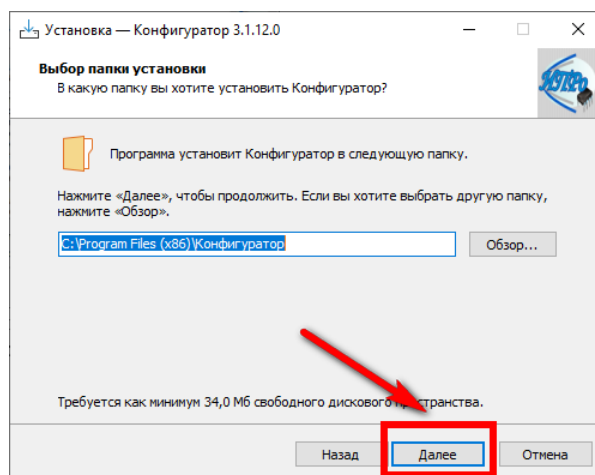 Установка — Конфигуратор 3.1.12.0
Выбор папки установки
В какую папку вы хотите установить Конфигуратор?
Программа установит Конфигуратор в следующую папку.
Нажмите «Далее», чтобы продолжить. Если вы хотите выбрать другую папку,
нажмите «Обзор».
C:\Program Files (x86)\Конфигуратор
Обзор...
Требуется как минимум 34,0 Мб свободного дискового пространства.
Назад
Далее
Отмена